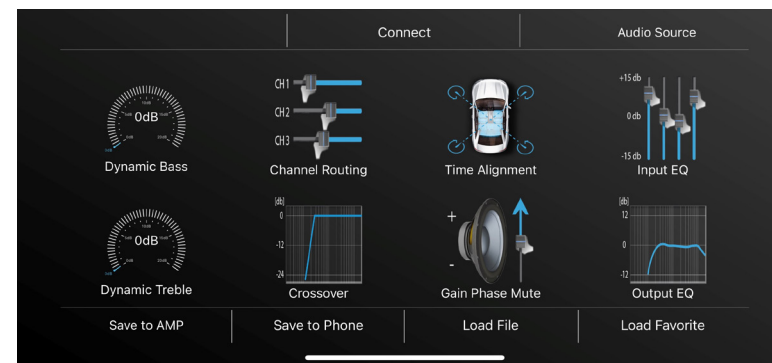 Connect
Audio Source
0dB
Dynamic Bass
CH1
CH2
CH3
Channel Routing
Time Alignment
+15 db
0 db
-15 db
Input EQ
0dB
Dynamic Treble
[db]
0
-12
-24
Crossover
+
-
Gain Phase Mute
[db]
12
0
-12
Output EQ
Save to AMP
Save to Phone
Load File
Load Favorite